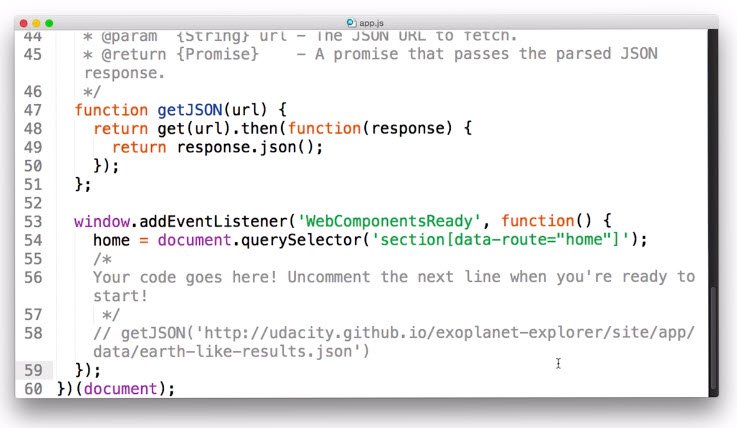 app.js
44 * @param {String} url - The JSON URL to fetch.
45 * @return {Promise} - A promise that passes the parsed JSON
response.
46 */
47 function getJSON(url) {
48 return get(url).then(function(response) {
49 return response.json();
50 });
51 };
52
53 window.addEventListener('WebComponentsReady', function() {
54 home = document.querySelector('section[data-route="home"]');
55 /*
56 Your code goes here! Uncomment the next line when you're ready to
start!
57 */
58 // getJSON('http://udacity.github.io/exoplanet-explorer/site/app/
data/earth-like-results.json')
59 });
60 })(document);